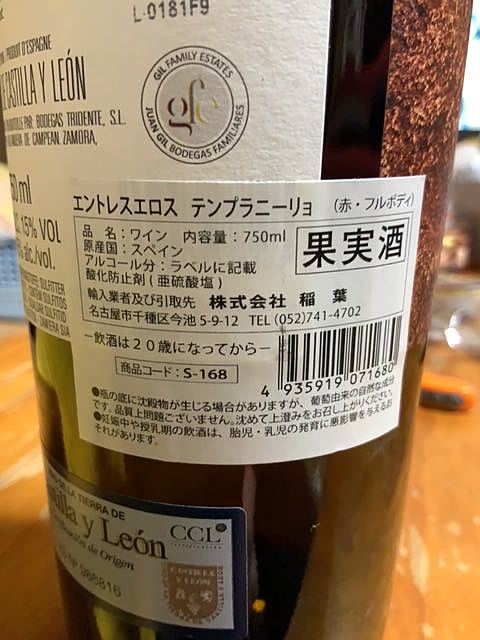 L-0181F9
PRODUIT D'ESPAGNE
CASTILLA Y LEÓN
PAR: BODEGAS TRIDENTE, S.L.
DE CAMPEAN ZAMORA,
GIL FAMILY ESTATES
gfe
JUAN GIL BODEGAS FAMILIARES
ml
15% VOL
alc./vol.
エントレスエロス テンプラニーリョ (赤・フルボディ)
品 名：ワイン 内容量：750ml
原産国：スペイン
アルコール分：ラベルに記載
酸化防止剤(亜硫酸塩)
果実酒
輸入業者及び引取先 株式会社 稲 葉
名古屋市千種区今池 5-9-12 TEL (052)741-4702
−飲酒は20歳になってから−
商品コード：S-168
4 935919 071680
●瓶の底に沈殿物が生じる場合がありますが、葡萄由来の自然な成分
です。品質上問題ございません。沈めて上澄みをお召し上がりください。
●妊娠中や授乳期の飲酒は、胎児・乳児の発育に悪影響を与えるお
それがあります。
DE LA TIERRA DE
y León
de Origen
CCL
Nº 986816
CASTILLA
Y LEÓN